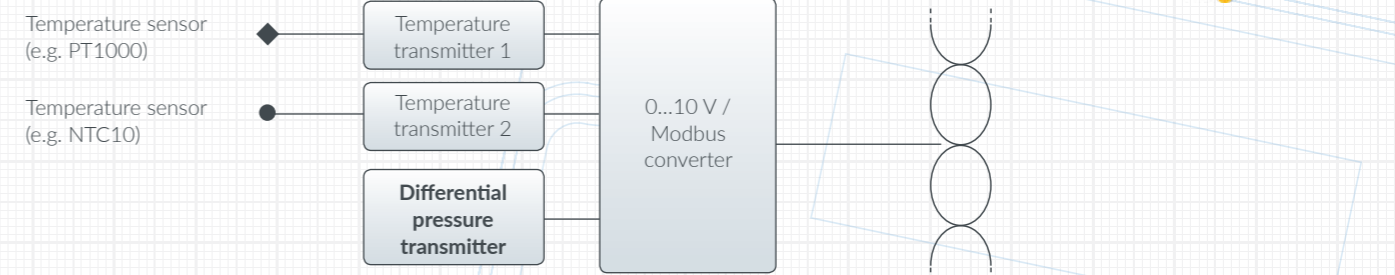 Temperature sensor
(e.g. PT1000)
Temperature
transmitter 1
Temperature sensor
(e.g. NTC10)
Temperature
transmitter 2
Differential
pressure
transmitter
0...10 V /
Modbus
converter